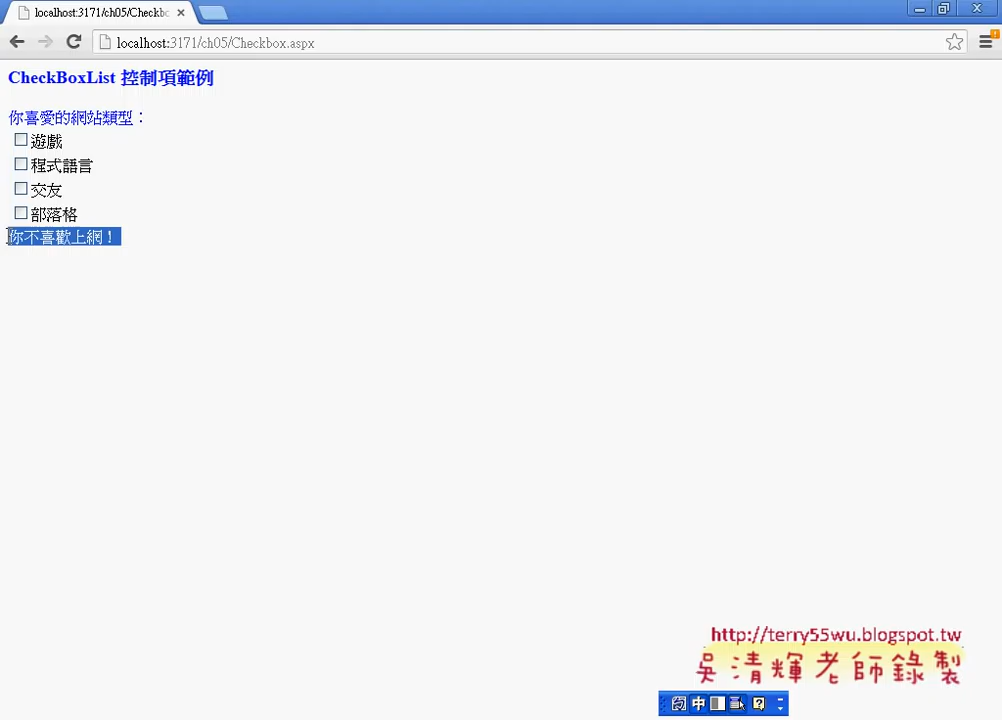 localhost:3171/ch05/Checkbo
localhost:3171/ch05/Checkbox.aspx
CheckBoxList 控制項範例
你喜愛的網站類型：
遊戲
程式語言
交友
部落格
你不喜歡上網！
http://terry55wu.blogspot.tw
吳清輝老師錄製
中